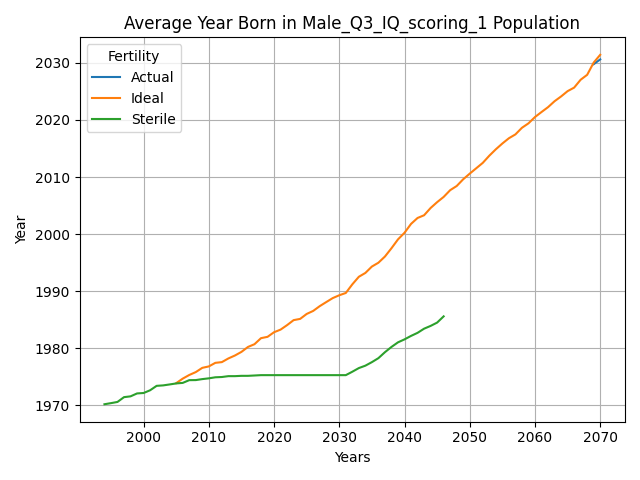 Average Year Born in Male_Q3_IQ_scoring_1 Population
Fertility
Actual
Ideal
Sterile
Year
2030
2020
2010
2000
1990
1980
1970
2000 2010 2020 2030 2040 2050 2060 2070
Years